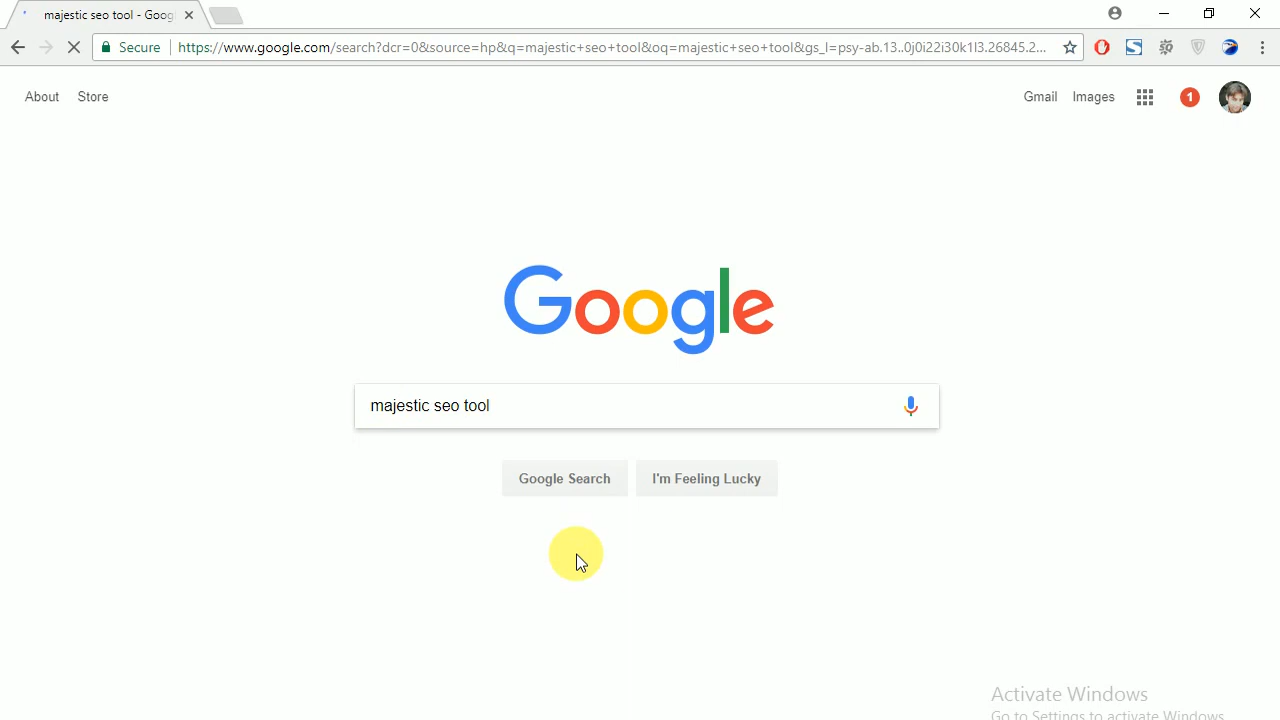 majestic seo tool - Goog
Secure https://www.google.com/search?dcr=0&source=hp&q=majestic+seo+tool&oq=majestic+seo+tool&gs_l=psy-ab.13..0j0i22i30k1l3.26845.2...
About Store Gmail Images 1
Google
majestic seo tool
Google Search I'm Feeling Lucky
Activate Windows
Go to Settings to activate Windows.